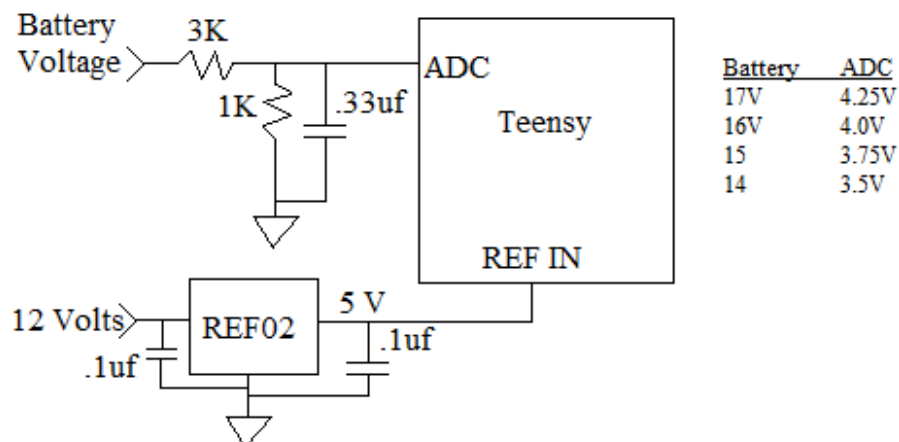 Battery
Voltage
3K
1K
.33uf
ADC
Teensy
REF IN
Battery ADC
17V 4.25V
16V 4.0V
15 3.75V
14 3.5V
12 Volts
.1uf
REF02
5 V
.1uf